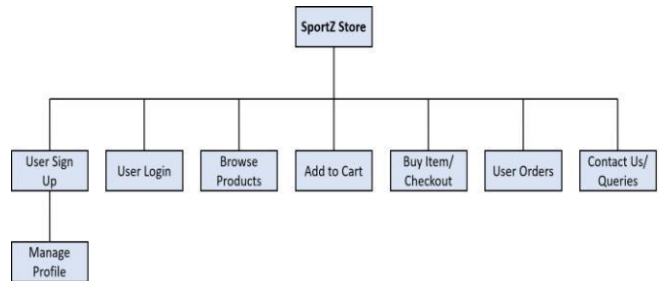 SportZ Store
User Sign
Up
User Login
Browse
Products
Add to Cart
Buy Item/
Checkout
User Orders
Contact Us/
Queries
Manage
Profile